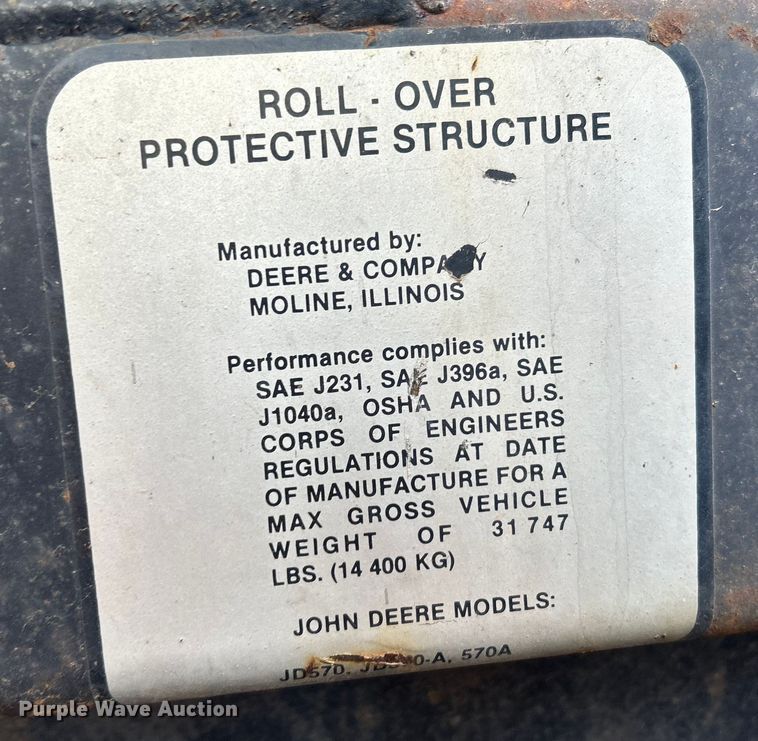 ROLL - OVER
PROTECTIVE STRUCTURE
Manufactured by:
DEERE & COMPANY
MOLINE, ILLINOIS
Performance complies with:
SAE J231, SAE J396a, SAE
J1040a, OSHA AND U.S.
CORPS OF ENGINEERS
REGULATIONS AT DATE
OF MANUFACTURE FOR A
MAX GROSS VEHICLE
WEIGHT OF 31 747
LBS. (14 400 KG)
JOHN DEERE MODELS:
JD570, 570A
Purple Wave Auction